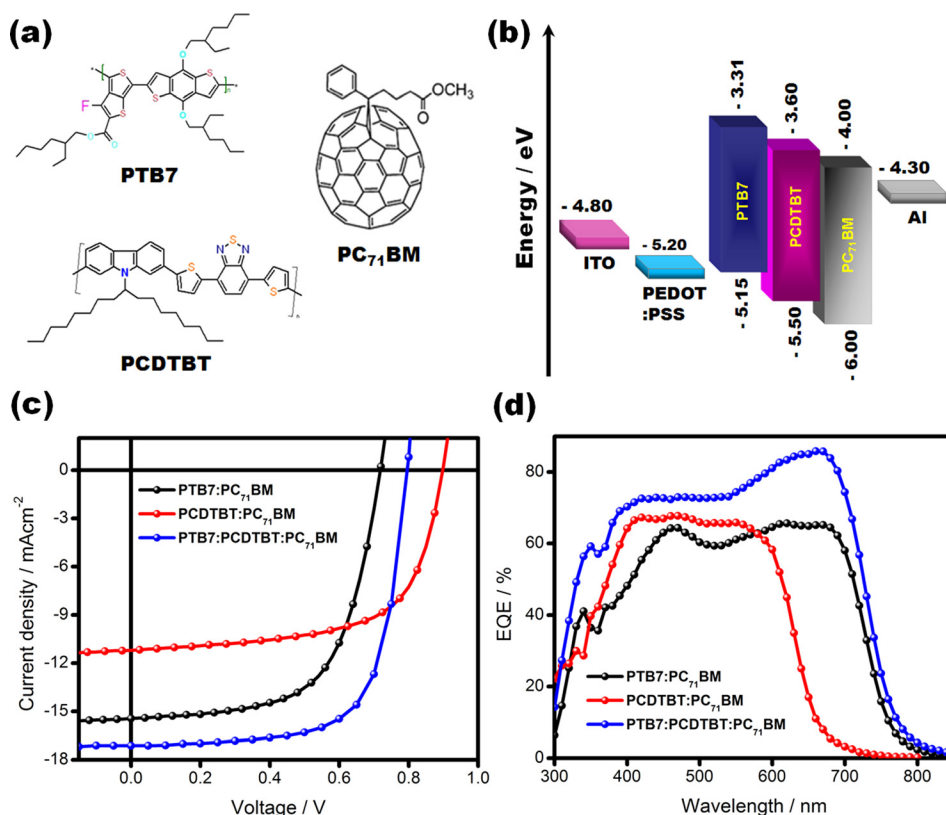 (a)
S
O
S
S
F
S
O
O
O
n
PTB7
OCH₃
O
PC₇₁BM
S
N
N
N
S
S
n
PCDTBT
(b)
Energy / eV
- 4.80
ITO
- 5.20
PEDOT
:PSS
- 3.31
PTB7
- 5.15
- 3.60
PCDTBT
- 5.50
- 4.00
PC₇₁BM
- 6.00
- 4.30
Al
(c)
Current density / mAcm⁻²
0
-3
-6
-9
-12
-15
-18
PTB7:PC₇₁BM
PCDTBT:PC₇₁BM
PTB7:PCDTBT:PC₇₁BM
0.0
0.2
0.4
0.6
0.8
1.0
Voltage / V
(d)
EQE / %
80
60
40
20
0
PTB7:PC₇₁BM
PCDTBT:PC₇₁BM
PTB7:PCDTBT:PC₇₁BM
300
400
500
600
700
800
Wavelength / nm